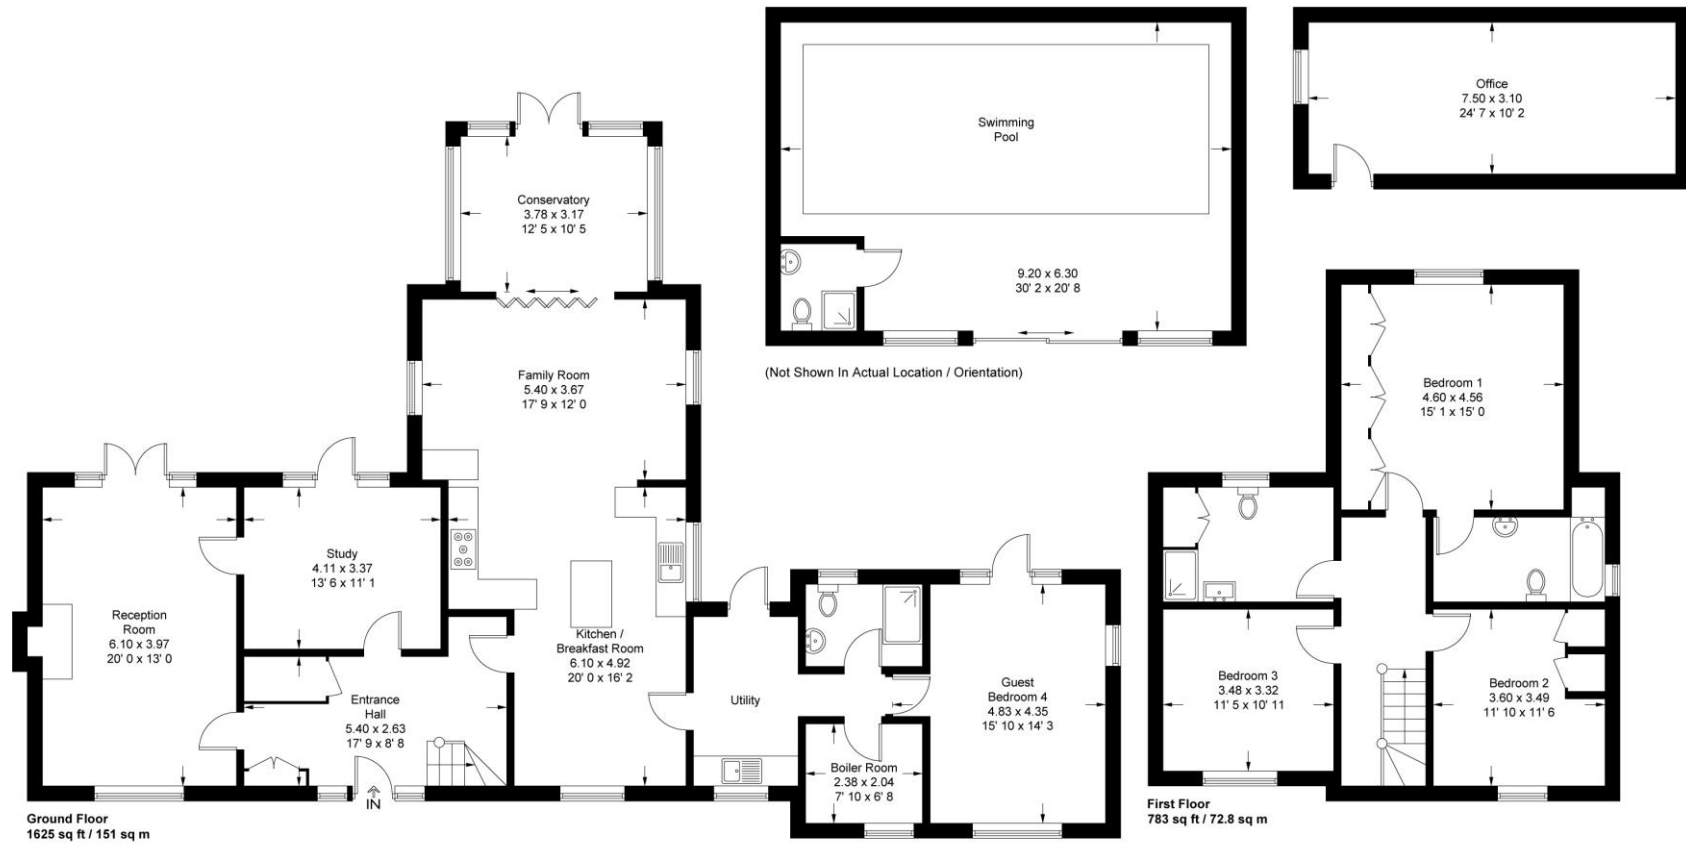 Swimming
Pool
9.20 x 6.30
30' 2 x 20' 8
(Not Shown In Actual Location / Orientation)
Office
7.50 x 3.10
24' 7 x 10' 2
Conservatory
3.78 x 3.17
12' 5 x 10' 5
Family Room
5.40 x 3.67
17' 9 x 12' 0
Study
4.11 x 3.37
13' 6 x 11' 1
Reception
Room
6.10 x 3.97
20' 0 x 13' 0
Kitchen /
Breakfast Room
6.10 x 4.92
20' 0 x 16' 2
Entrance
Hall
5.40 x 2.63
17' 9 x 8' 8
IN
Utility
Boiler Room
2.38 x 2.04
7' 10 x 6' 8
Guest
Bedroom 4
4.83 x 4.35
15' 10 x 14' 3
Ground Floor
1625 sq ft / 151 sq m
Bedroom 1
4.60 x 4.56
15' 1 x 15' 0
Bedroom 3
3.48 x 3.32
11' 5 x 10' 11
Bedroom 2
3.60 x 3.49
11' 10 x 11' 6
First Floor
783 sq ft / 72.8 sq m